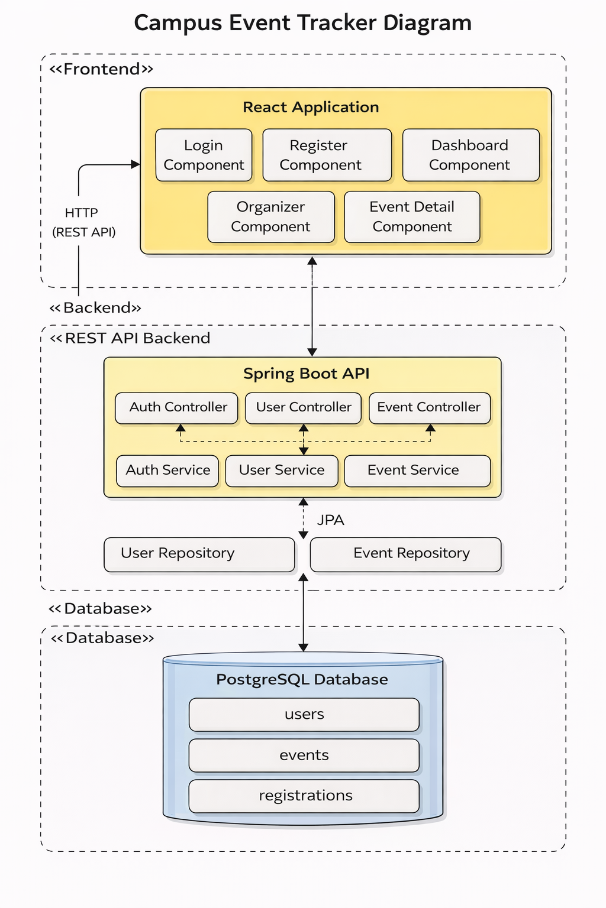 Campus Event Tracker Diagram
<<Frontend>>
React Application
Login
Component
Register
Component
Dashboard
Component
Organizer
Component
Event Detail
Component
HTTP
(REST API)
<<Backend>>
<<REST API Backend
Spring Boot API
Auth Controller
User Controller
Event Controller
Auth Service
User Service
Event Service
JPA
User Repository
Event Repository
<<Database>>
<<Database>>
PostgreSQL Database
users
events
registrations